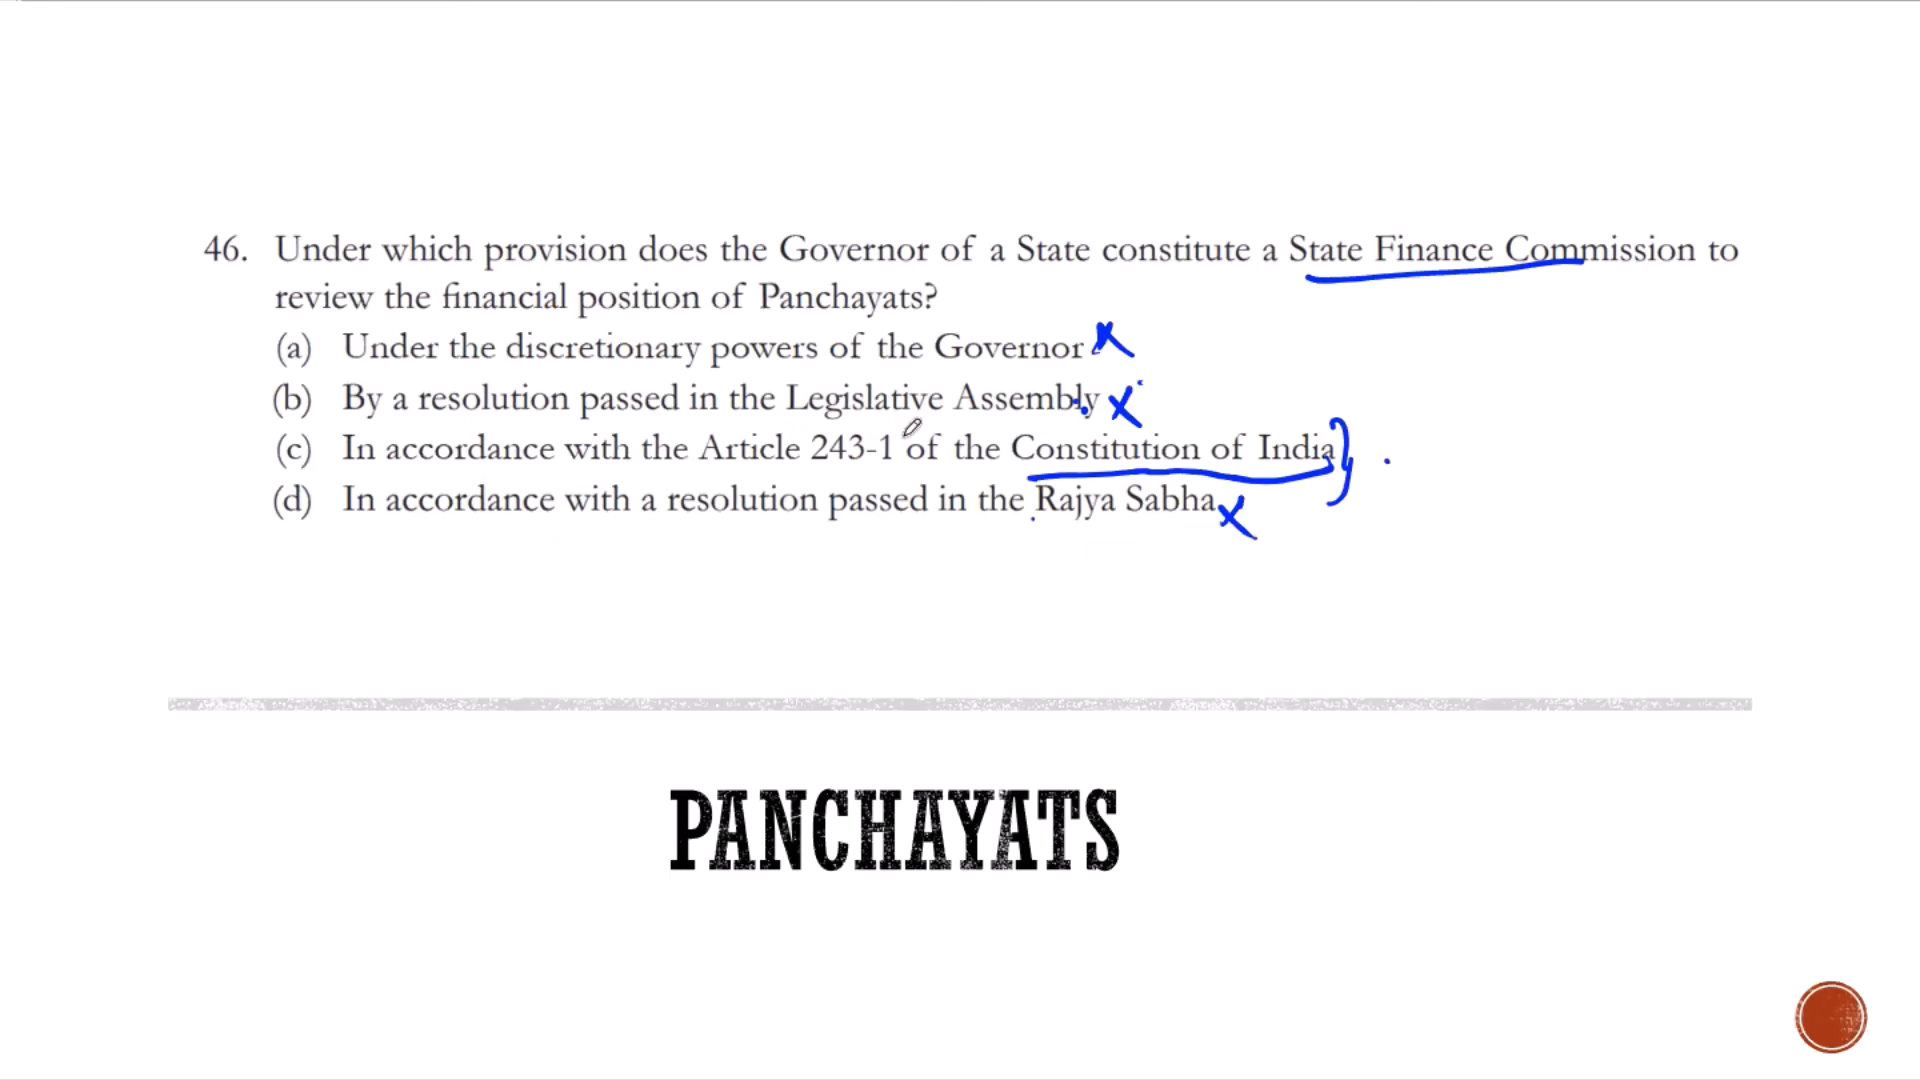 46. Under which provision does the Governor of a State constitute a State Finance Commission to
review the financial position of Panchayats?
(a) Under the discretionary powers of the Governor
(b) By a resolution passed in the Legislative Assembly
(c) In accordance with the Article 243-1 of the Constitution of India
(d) In accordance with a resolution passed in the Rajya Sabha
PANCHAYATS